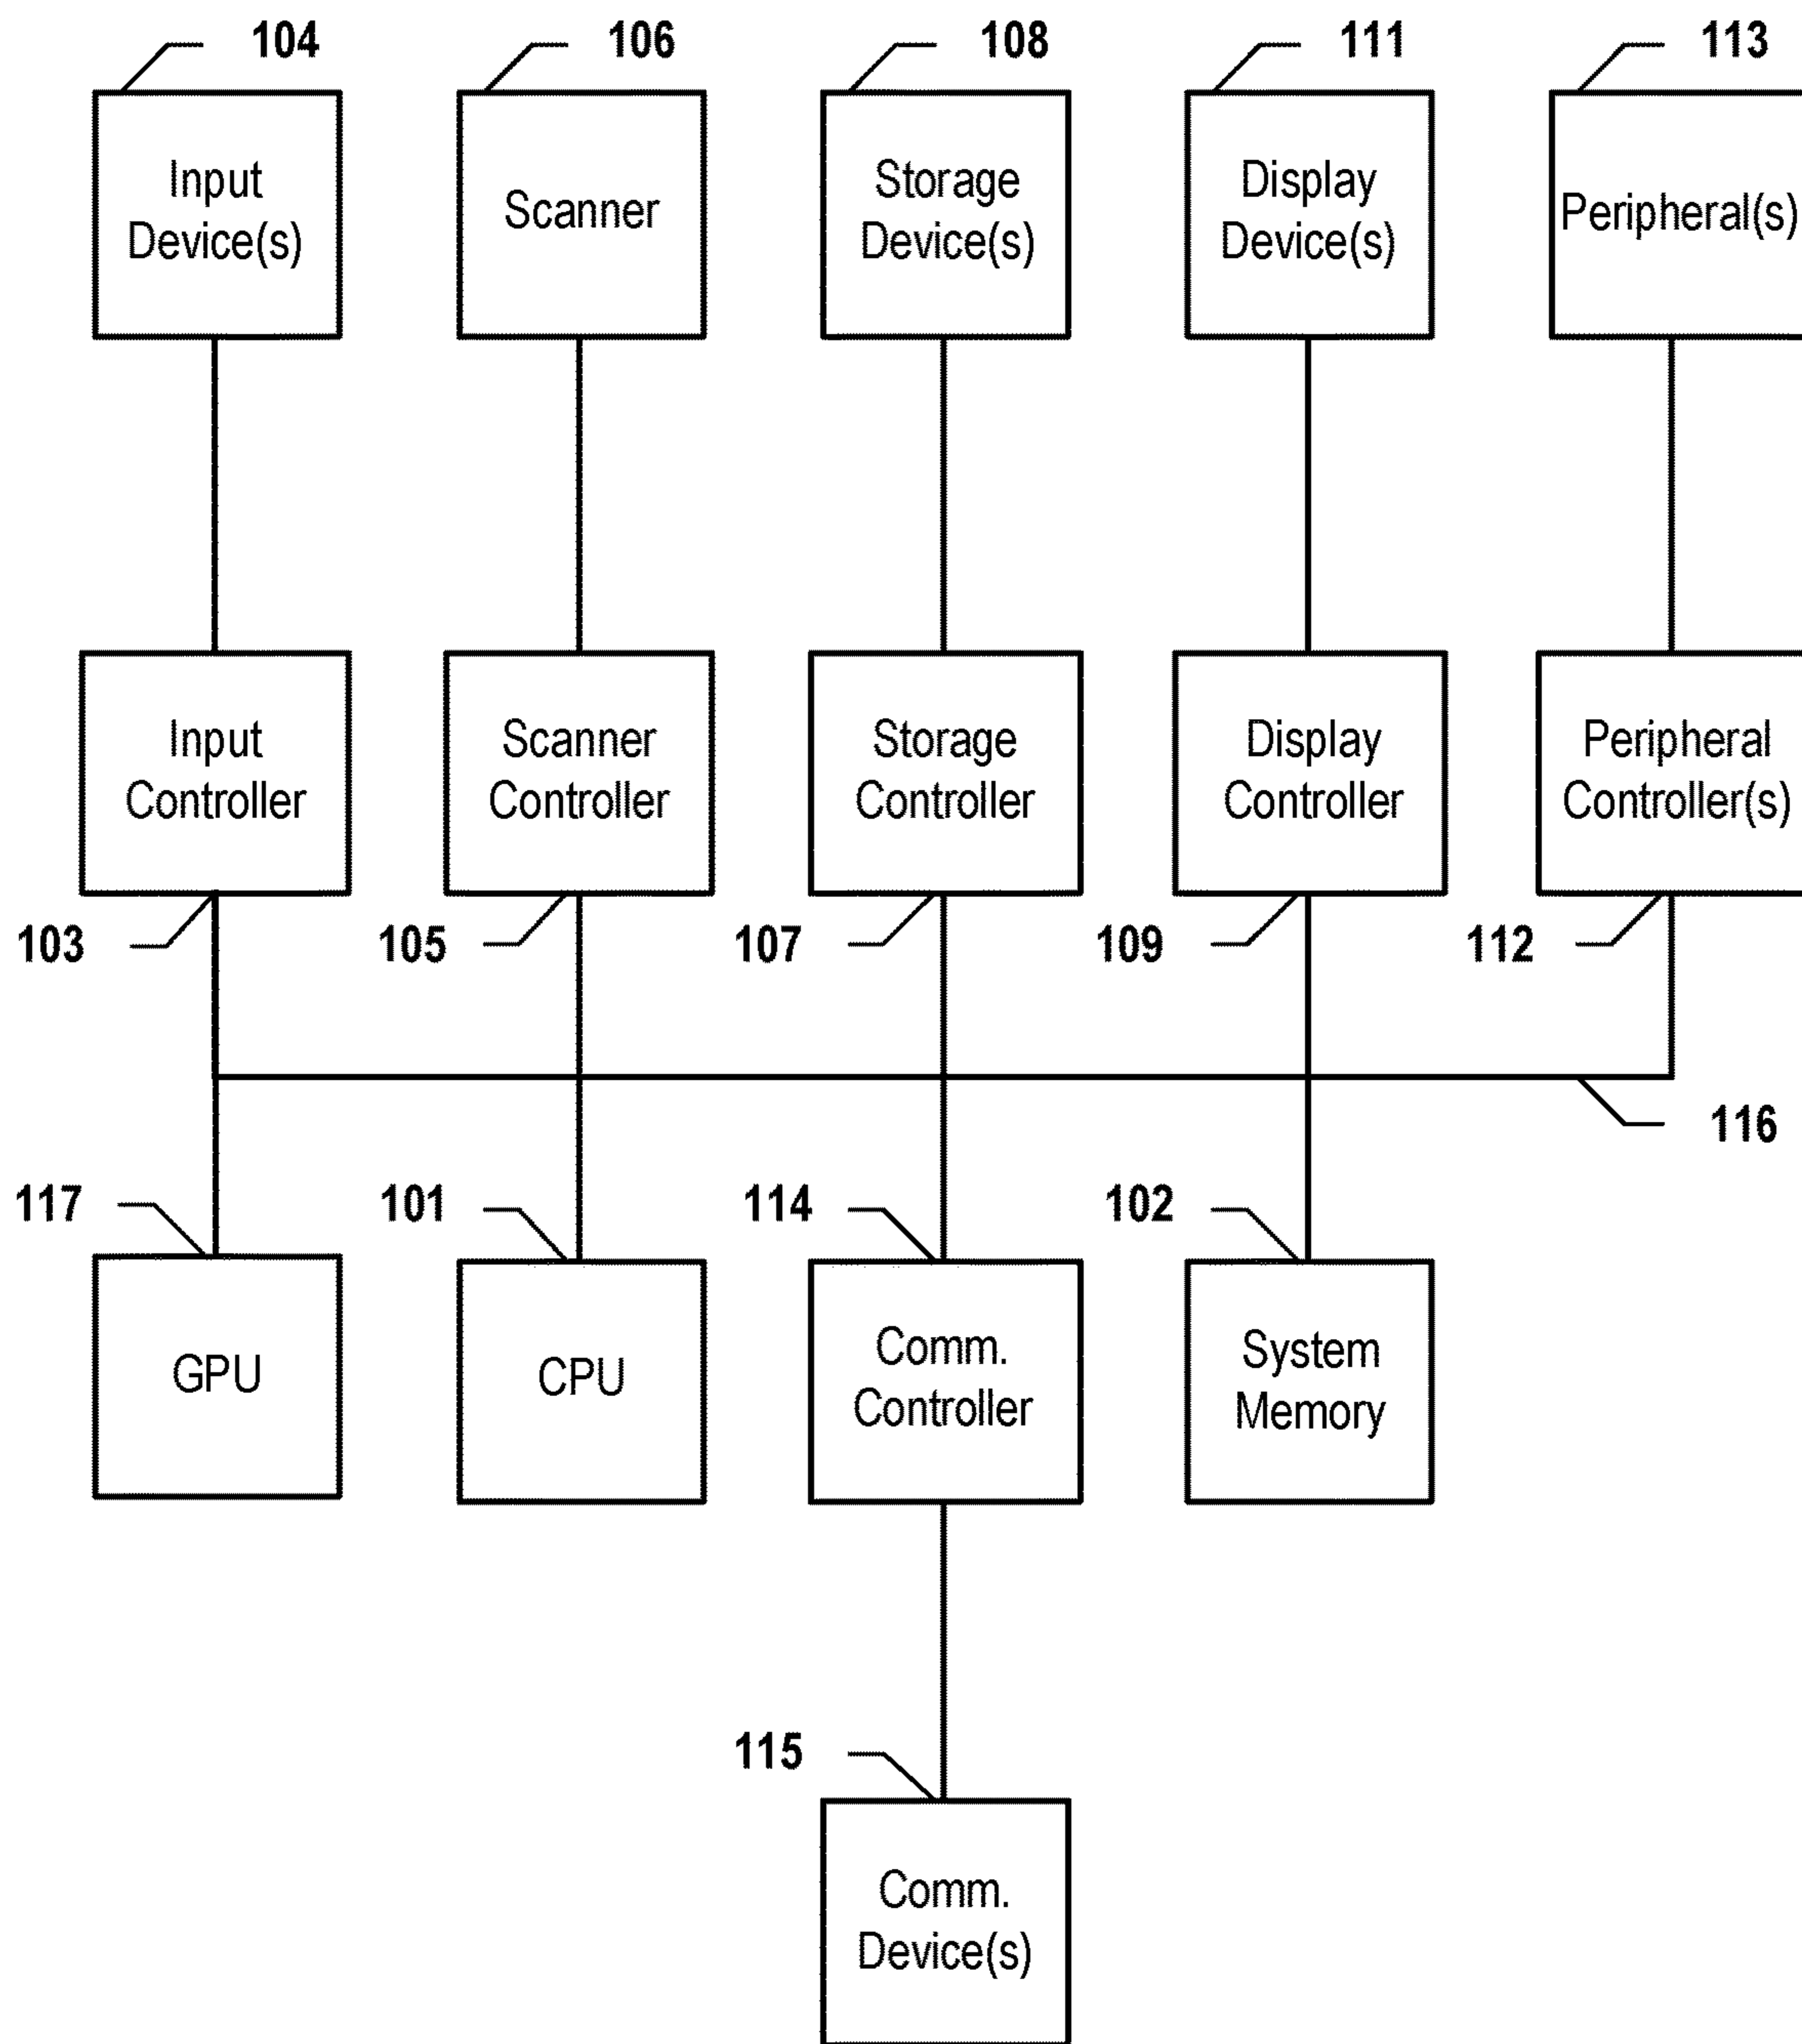 104
106
108
111
113
Input
Device(s)
Scanner
Storage
Device(s)
Display
Device(s)
Peripheral(s)
Input
Controller
Scanner
Controller
Storage
Controller
Display
Controller
Peripheral
Controller(s)
103
105
107
109
112
116
117
101
114
102
GPU
CPU
Comm.
Controller
System
Memory
115
Comm.
Device(s)